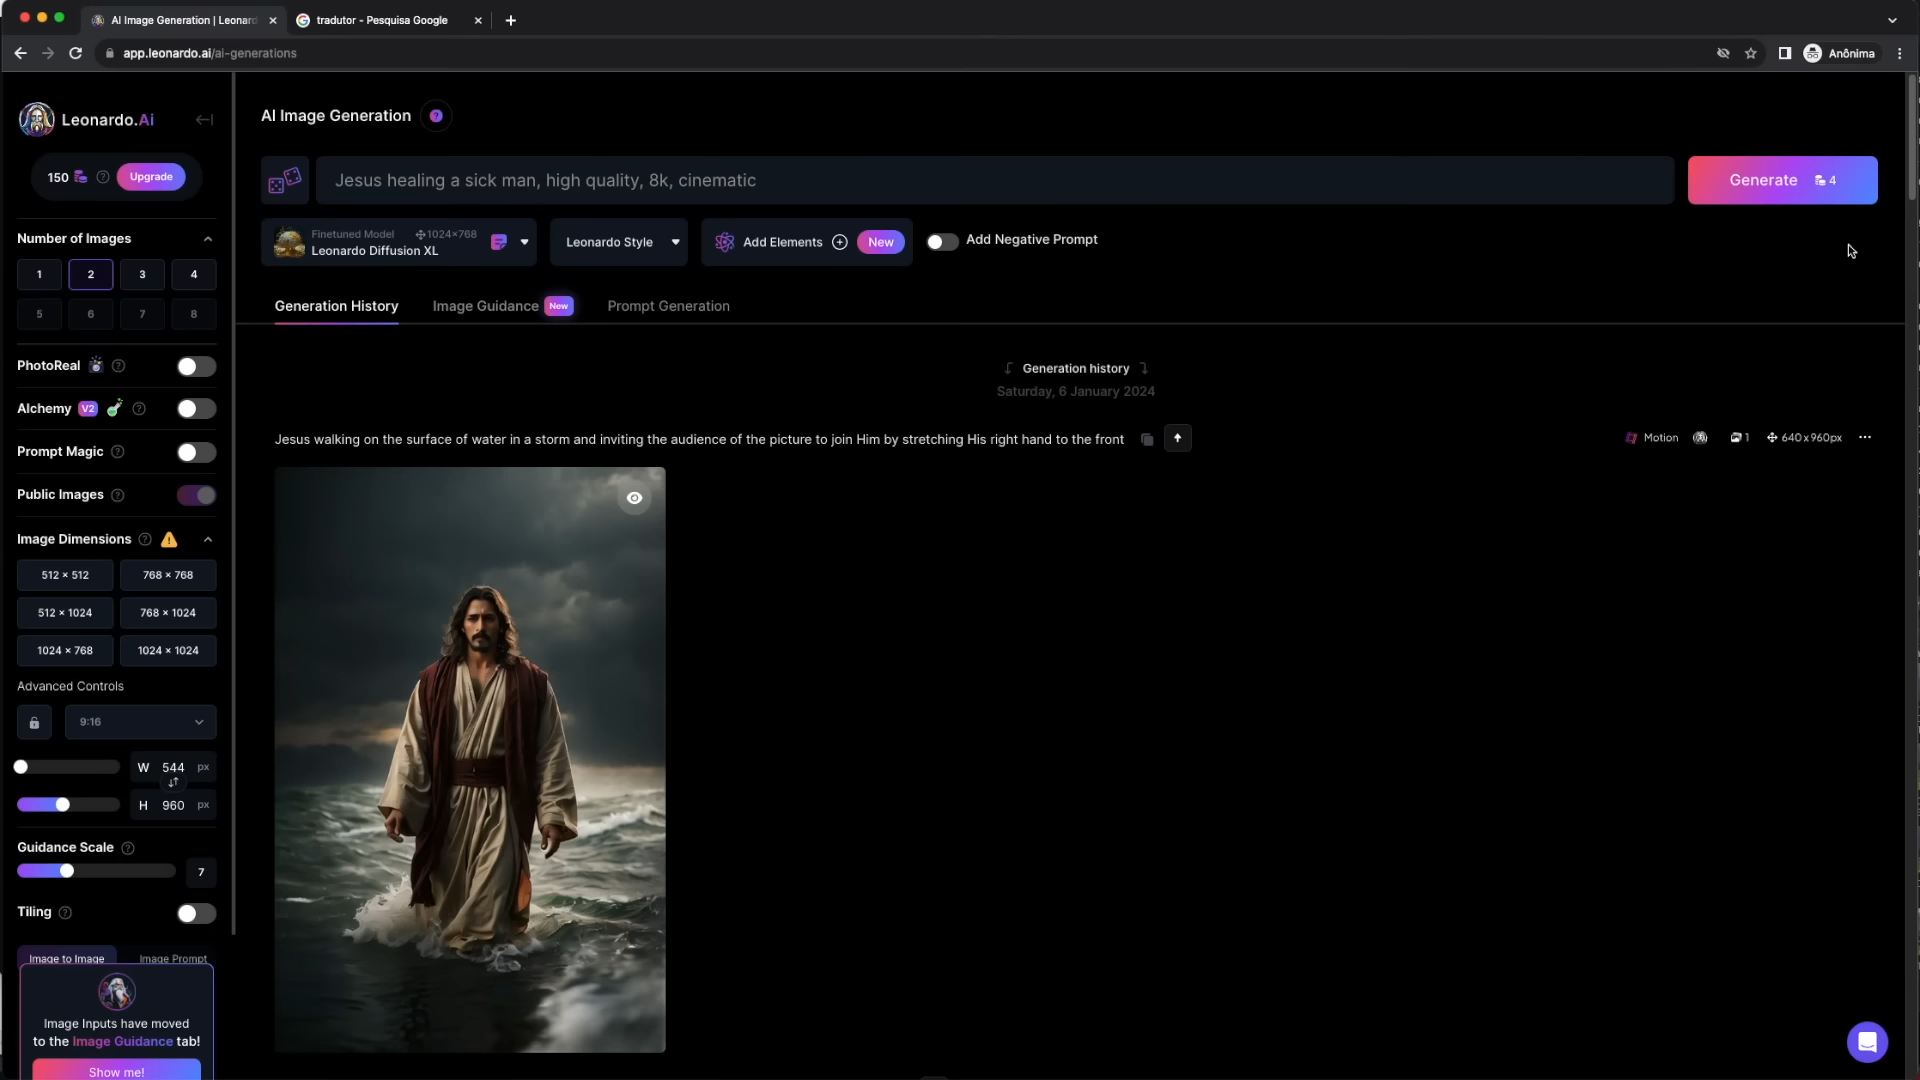 AI Image Generation | Leonard
tradutor - Pesquisa Google
app.leonardo.ai/ai-generations
Anônima
Leonardo.Ai
150
Upgrade
Number of Images
1 2 3 4
5 6 7 8
PhotoReal
Alchemy V2
Prompt Magic
Public Images
Image Dimensions
512 × 512 768 × 768
512 × 1024 768 × 1024
1024 × 768 1024 × 1024
Advanced Controls
9:16
W 544 px
H 960 px
Guidance Scale
7
Tiling
Image to Image Image Prompt
Image Inputs have moved
to the Image Guidance tab!
Show me!
AI Image Generation
Jesus healing a sick man, high quality, 8k, cinematic
Generate 4
Finetuned Model 1024×768
Leonardo Diffusion XL
Leonardo Style
Add Elements New
Add Negative Prompt
Generation History Image Guidance New Prompt Generation
Generation history
Saturday, 6 January 2024
Jesus walking on the surface of water in a storm and inviting the audience of the picture to join Him by stretching His right hand to the front
Motion 1 640 x 960px